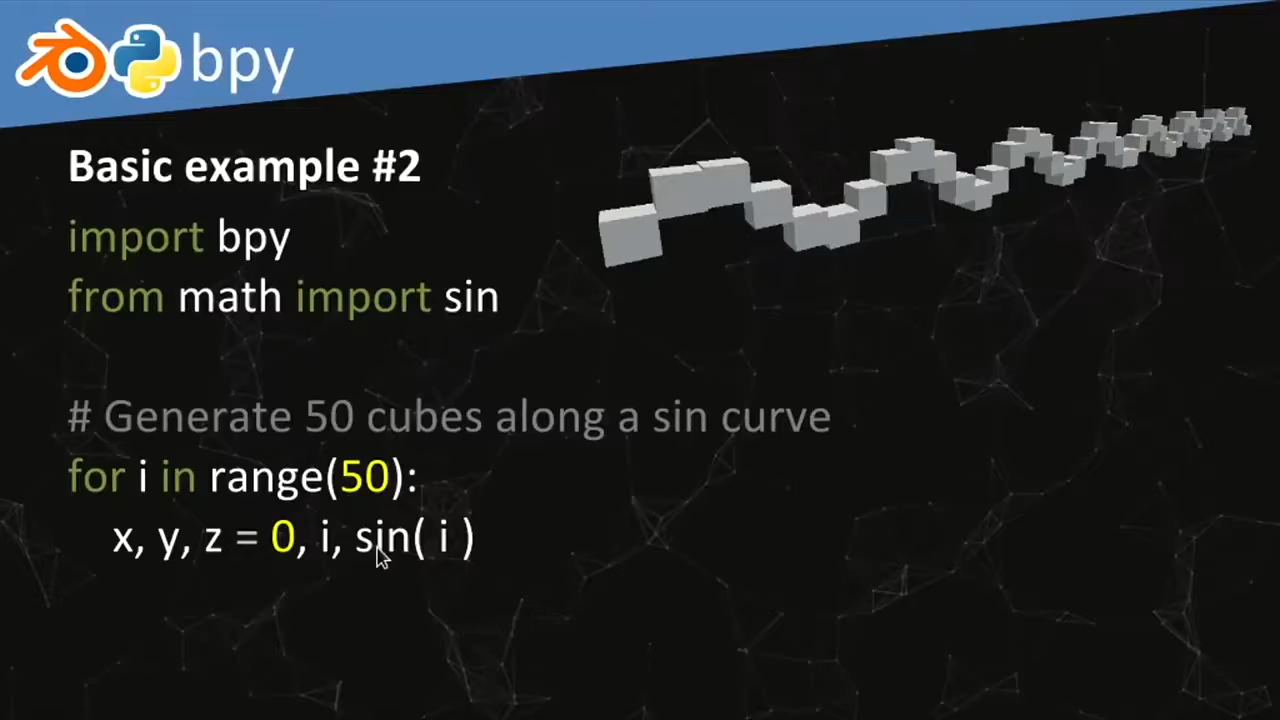 bpy
Basic example #2
import bpy
from math import sin
# Generate 50 cubes along a sin curve
for i in range(50):
    x, y, z = 0, i, sin( i )